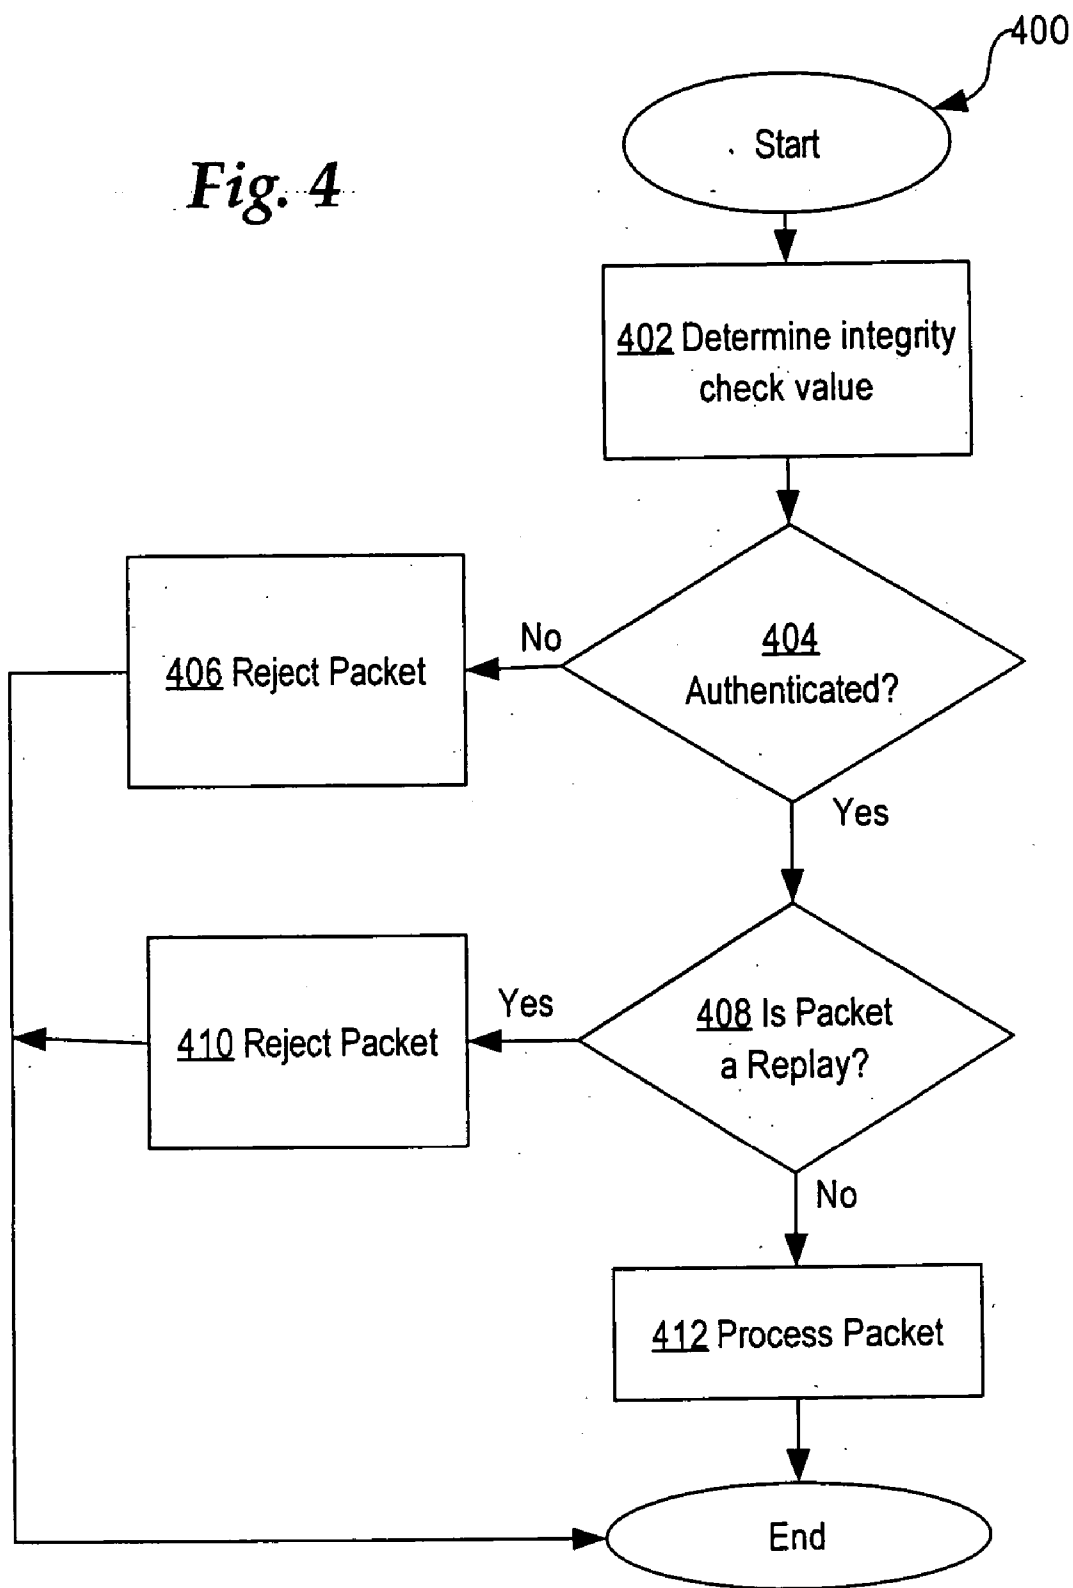 400
Start
Fig. 4
402 Determine integrity
check value
No
404
Authenticated?
406 Reject Packet
Yes
Yes
408 Is Packet
a Replay?
410 Reject Packet
No
412 Process Packet
End